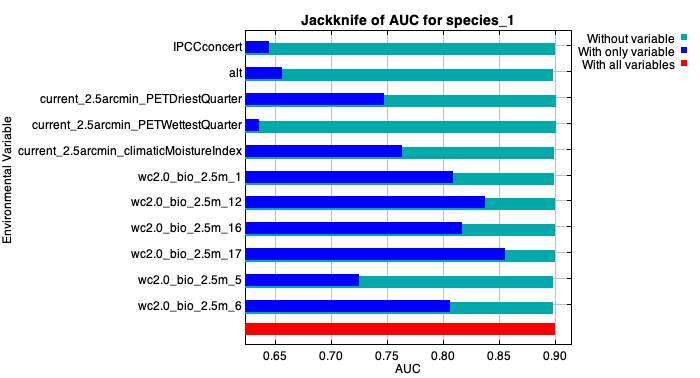 Jackknife of AUC for species_1
Without variable
With only variable
With all variables
Environmental Variable
IPCCconcert
alt
current_2.5arcmin_PETDriestQuarter
current_2.5arcmin_PETWettestQuarter
current_2.5arcmin_climaticMoistureIndex
wc2.0_bio_2.5m_1
wc2.0_bio_2.5m_12
wc2.0_bio_2.5m_16
wc2.0_bio_2.5m_17
wc2.0_bio_2.5m_5
wc2.0_bio_2.5m_6
0.65 0.70 0.75 0.80 0.85 0.90
AUC